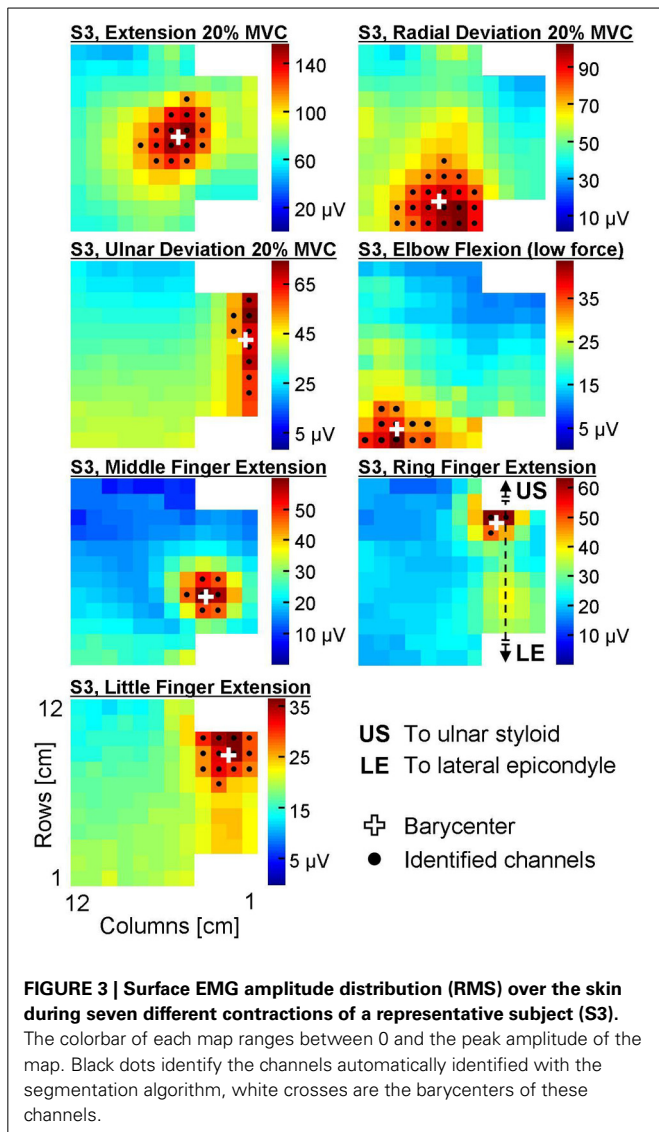 S3, Extension 20% MVC
140
100
60
20 µV
S3, Radial Deviation 20% MVC
90
70
50
30
10 µV
S3, Ulnar Deviation 20% MVC
65
45
25
5 µV
S3, Elbow Flexion (low force)
35
25
15
5 µV
S3, Middle Finger Extension
50
40
30
20
10 µV
S3, Ring Finger Extension
US
LE
60
50
40
30
20
10 µV
S3, Little Finger Extension
12
Rows [cm]
1
12
1
Columns [cm]
35
25
15
5 µV
US To ulnar styloid
LE To lateral epicondyle
Barycenter
Identified channels
FIGURE 3 | Surface EMG amplitude distribution (RMS) over the skin
during seven different contractions of a representative subject (S3).
The colorbar of each map ranges between 0 and the peak amplitude of the
map. Black dots identify the channels automatically identified with the
segmentation algorithm, white crosses are the barycenters of these
channels.